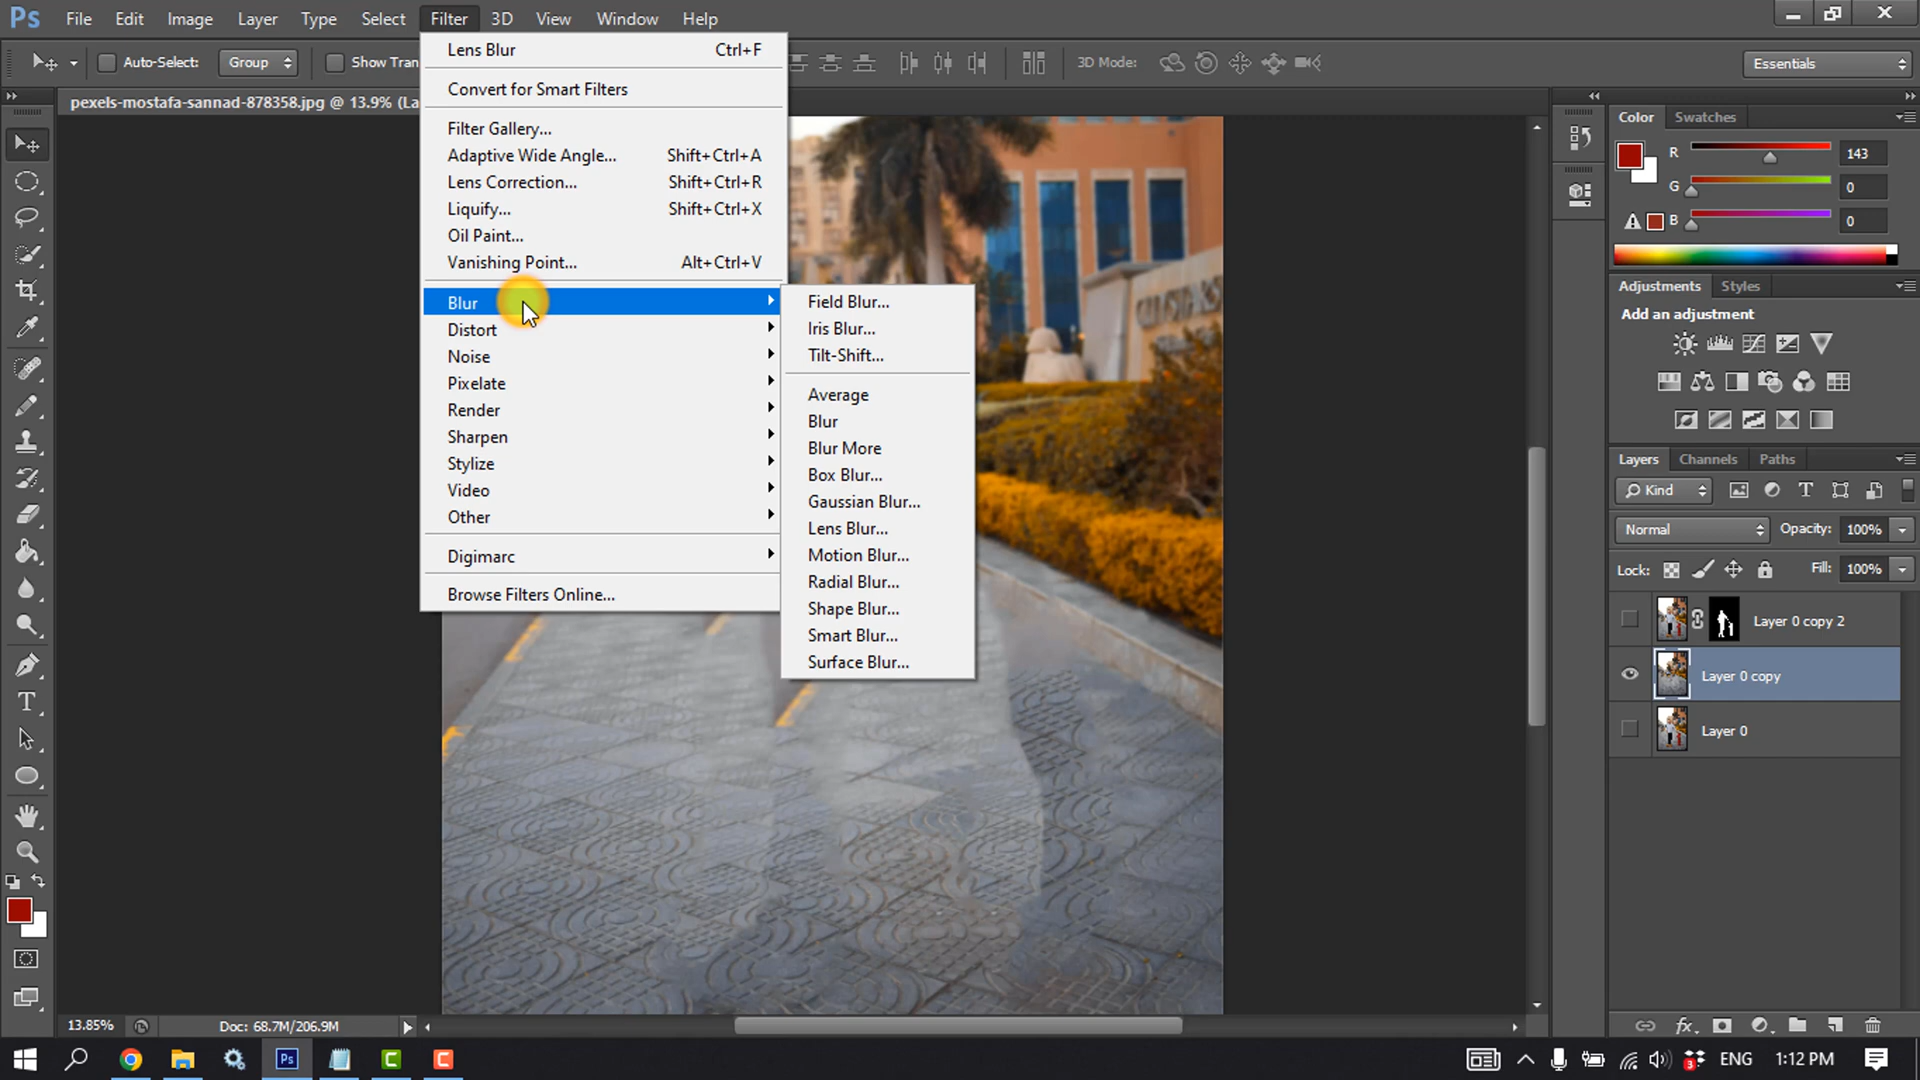 Ps File Edit Image Layer Type Select Filter 3D View Window Help
Auto-Select: Group Show Tran 3D Mode: Essentials
pexels-mostafa-sannad-878358.jpg @ 13.9% (La
Lens Blur Ctrl+F
Convert for Smart Filters
Filter Gallery...
Adaptive Wide Angle... Shift+Ctrl+A
Lens Correction... Shift+Ctrl+R
Liquify... Shift+Ctrl+X
Oil Paint...
Vanishing Point... Alt+Ctrl+V
Blur
Distort
Noise
Pixelate
Render
Sharpen
Stylize
Video
Other
Digimarc
Browse Filters Online...
Field Blur...
Iris Blur...
Tilt-Shift...
Average
Blur
Blur More
Box Blur...
Gaussian Blur...
Lens Blur...
Motion Blur...
Radial Blur...
Shape Blur...
Smart Blur...
Surface Blur...
Color Swatches
R 143
G 0
B 0
Adjustments Styles
Add an adjustment
Layers Channels Paths
Kind
Normal Opacity: 100%
Lock: Fill: 100%
Layer 0 copy 2
Layer 0 copy
Layer 0
13.85% Doc: 68.7M/206.9M
Ps 3 ENG 1:12 PM